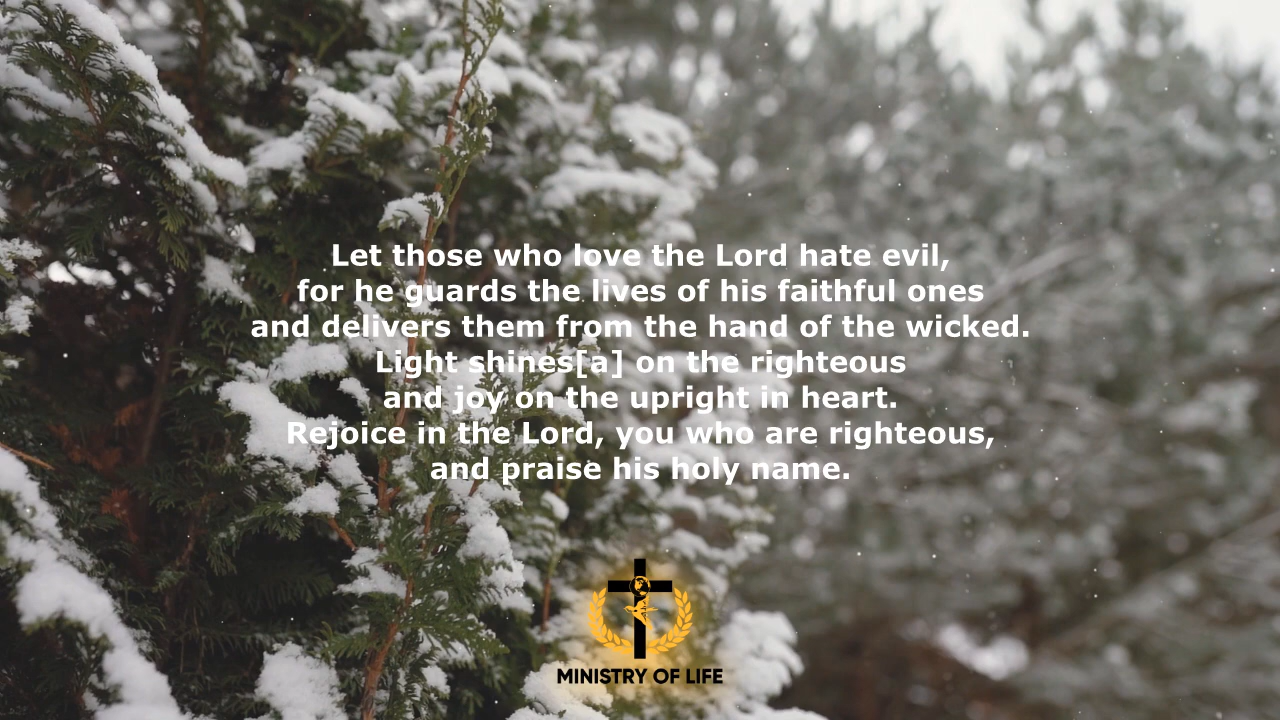 Let those who love the Lord hate evil,
for he guards the lives of his faithful ones
and delivers them from the hand of the wicked.
Light shines[a] on the righteous
and joy on the upright in heart.
Rejoice in the Lord, you who are righteous,
and praise his holy name.
MINISTRY OF LIFE